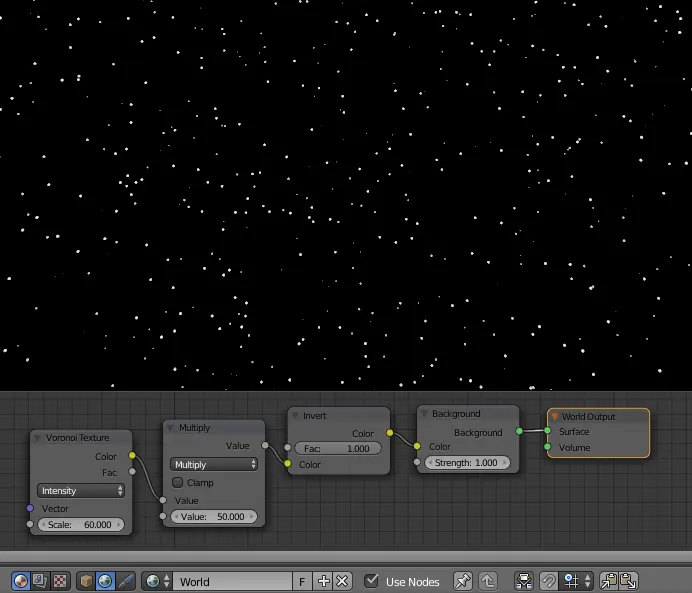 Voronoi Texture
Color
Fac
Intensity
Vector
Scale: 60.000
Multiply
Value
Multiply
Clamp
Value
Value: 50.000
Invert
Color
Fac: 1.000
Color
Background
Background
Color
Strength: 1.000
World Output
Surface
Volume
World F Use Nodes